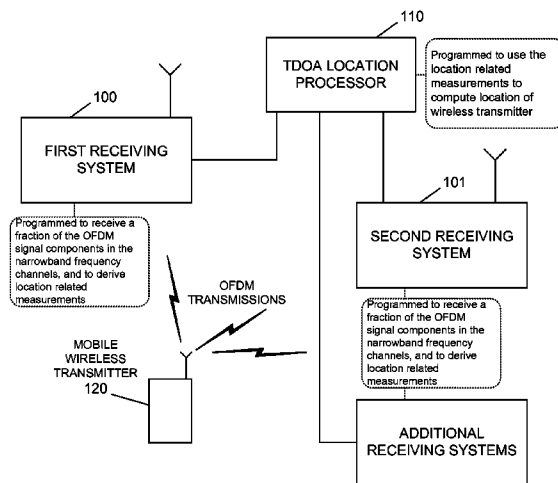 110
TDOA LOCATION
PROCESSOR
Programmed to use the
location related
measurements to
compute location of
wireless transmitter
100
FIRST RECEIVING
SYSTEM
Programmed to receive a
fraction of the OFDM
signal components in the
narrowband frequency
channels, and to derive
location related
measurements
101
SECOND RECEIVING
SYSTEM
Programmed to receive a
fraction of the OFDM
signal components in the
narrowband frequency
channels, and to derive
location related
measurements
OFDM
TRANSMISSIONS
MOBILE
WIRELESS
TRANSMITTER
120
ADDITIONAL
RECEIVING SYSTEMS